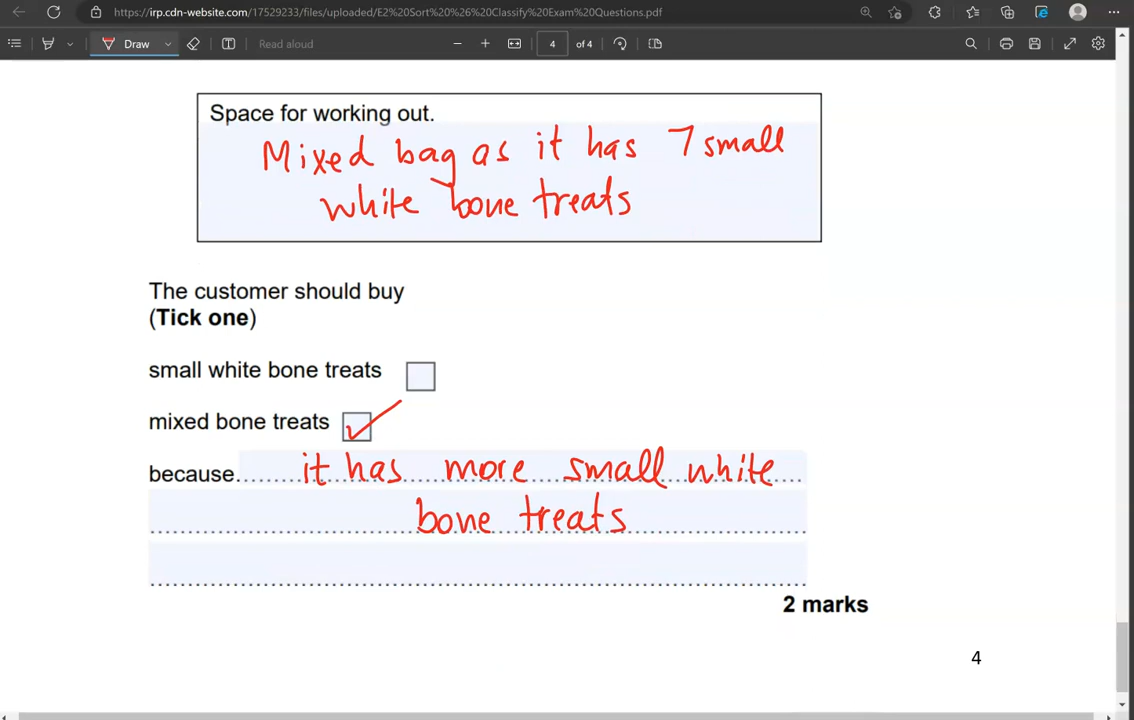 https://irp.cdn-website.com/17529233/files/uploaded/E2%20Sort%20%26%20Classify%20Exam%20Questions.pdf
Draw
Read aloud
4
of 4
Space for working out.
Mixed bag as it has 7 small
white bone treats
The customer should buy
(Tick one)
small white bone treats
mixed bone treats
because it has more small white
bone treats
2 marks
4